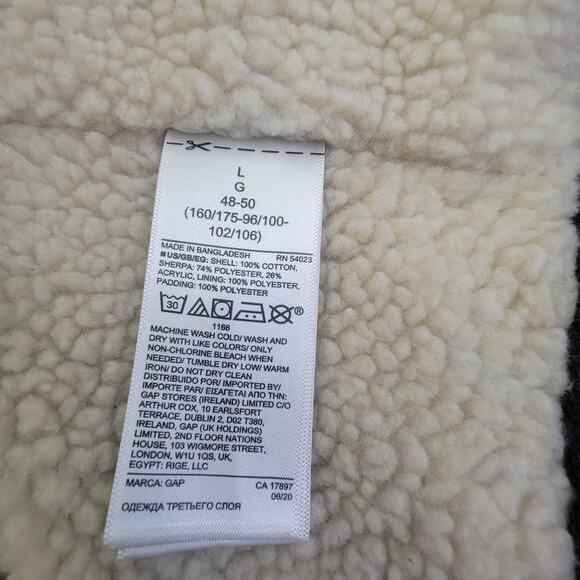 L
G
48-50
(160/175-96/100-
102/106)
MADE IN BANGLADESH RN 54023
■ US/GB/EG: SHELL: 100% COTTON,
SHERPA: 74% POLYESTER, 26%
ACRYLIC, LINING: 100% POLYESTER,
PADDING: 100% POLYESTER
30 ®
1166
MACHINE WASH COLD/ WASH AND
DRY WITH LIKE COLORS/ ONLY
NON-CHLORINE BLEACH WHEN
NEEDED/ TUMBLE DRY LOW/ WARM
IRON/ DO NOT DRY CLEAN
DISTRIBUIDO POR/ IMPORTED BY/
IMPORTE PAR/ ΕΙΣΑΓΕΤΑΙ ΑΠΟ ΤΗΝ:
GAP STORES (IRELAND) LIMITED C/O
ARTHUR COX, 10 EARLSFORT
TERRACE, DUBLIN 2, D02 T380,
IRELAND, GAP (UK HOLDINGS)
LIMITED, 2ND FLOOR NATIONS
HOUSE, 103 WIGMORE STREET,
LONDON, W1U 1QS, UK,
EGYPT: RIGE, LLC
MARCA: GAP CA 17897
06/20
ОДЕЖДА ТРЕТЬЕГО СЛОЯ